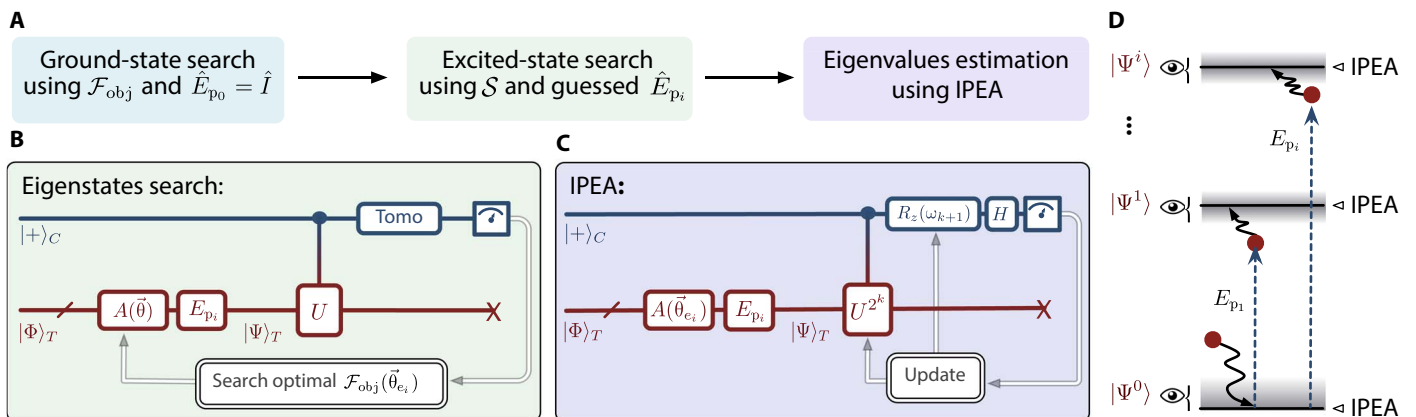 A
Ground-state search
using F_obj and Ê_p₀ = Î
Excited-state search
using S and guessed Ê_pᵢ
Eigenvalues estimation
using IPEA
B
Eigenstates search:
Tomo
|+⟩_C
A(θ⃗)
E_pᵢ
U
|Φ⟩_T
|Ψ⟩_T
Search optimal F_obj(θ⃗_eᵢ)
C
IPEA:
R_z(ω_k+1)
H
|+⟩_C
A(θ⃗_eᵢ)
E_pᵢ
U^2^k
|Φ⟩_T
|Ψ⟩_T
Update
D
|Ψ^i⟩
IPEA
⋮
E_pᵢ
|Ψ^1⟩
IPEA
E_p₁
|Ψ^0⟩
IPEA